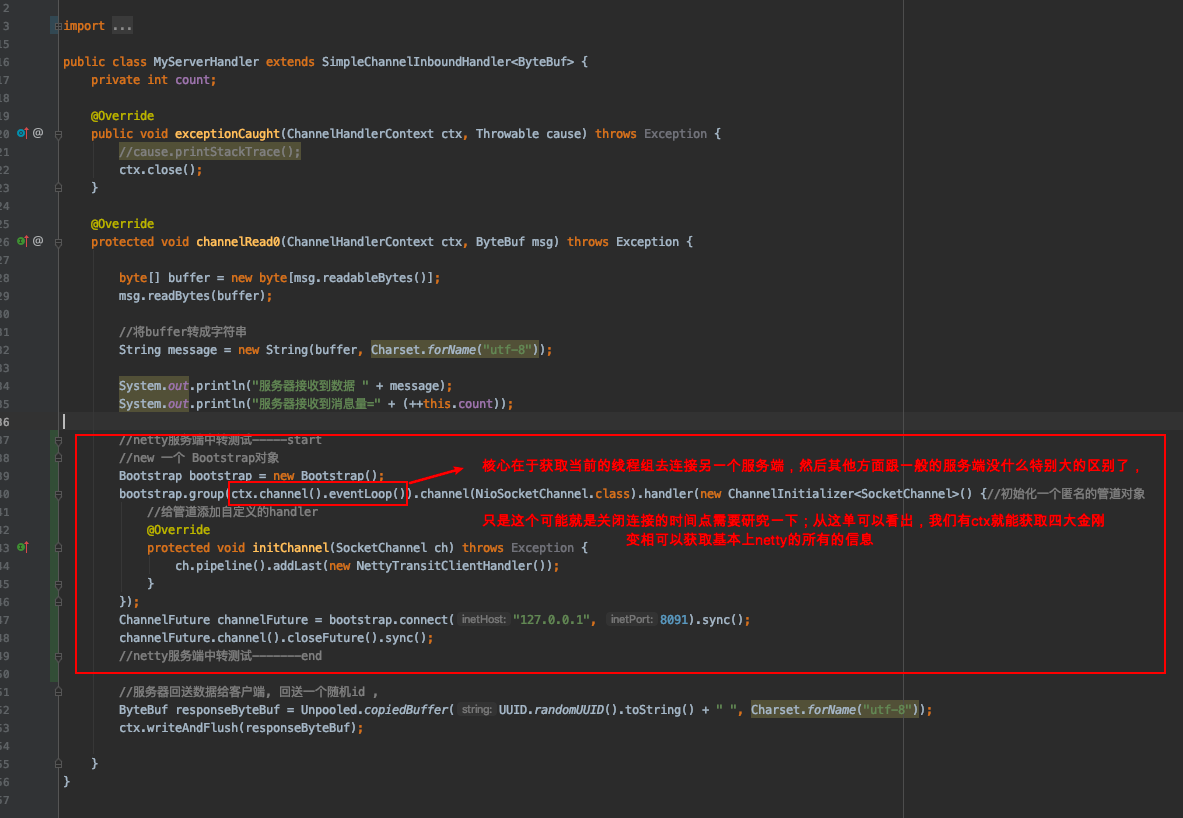 2
3 import ...
15
16 public class MyServerHandler extends SimpleChannelInboundHandler<ByteBuf> {
17 private int count;
18
19 @Override
20 @ public void exceptionCaught(ChannelHandlerContext ctx, Throwable cause) throws Exception {
21 //cause.printStackTrace();
22 ctx.close();
23 }
24
25 @Override
26 @ protected void channelRead0(ChannelHandlerContext ctx, ByteBuf msg) throws Exception {
27
28 byte[] buffer = new byte[msg.readableBytes()];
29 msg.readBytes(buffer);
30
31 //将buffer转成字符串
32 String message = new String(buffer, Charset.forName("utf-8"));
33
34 System.out.println("服务器接收到数据 " + message);
35 System.out.println("服务器接收到消息量=" + (++this.count));
36
37 //netty服务端中转测试-----start
38 //new 一个 Bootstrap对象
39 Bootstrap bootstrap = new Bootstrap();
核心在于获取当前的线程组去连接另一个服务端，然后其他方面跟一般的服务端没什么特别大的区别了，
40 bootstrap.group(ctx.channel().eventLoop()).channel(NioSocketChannel.class).handler(new ChannelInitializer<SocketChannel>() {//初始化一个匿名的管道对象
41 //给管道添加自定义的handler
只是这个可能就是关闭连接的时间点需要研究一下；从这单可以看出，我们有ctx就能获取四大金刚
42 @Override
变相可以获取基本上netty的所有的信息
43 protected void initChannel(SocketChannel ch) throws Exception {
44 ch.pipeline().addLast(new NettyTransitClientHandler());
45 }
46 });
47 ChannelFuture channelFuture = bootstrap.connect( inetHost: "127.0.0.1", inetPort: 8091).sync();
48 channelFuture.channel().closeFuture().sync();
49 //netty服务端中转测试-------end
50
51 //服务器回送数据给客户端, 回送一个随机id ,
52 ByteBuf responseByteBuf = Unpooled.copiedBuffer( string: UUID.randomUUID().toString() + " ", Charset.forName("utf-8"));
53 ctx.writeAndFlush(responseByteBuf);
54
55 }
56 }
57